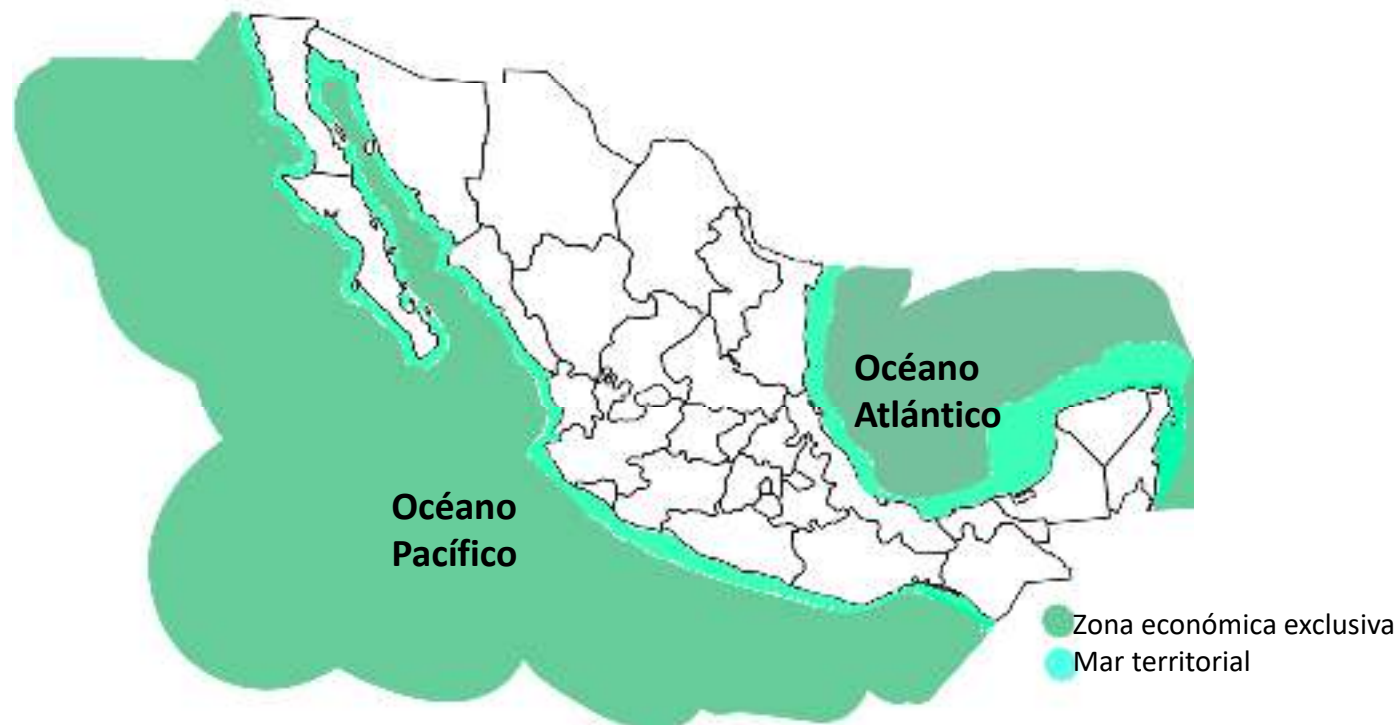 Océano
Atlántico
Océano
Pacífico
Zona económica exclusiva
Mar territorial